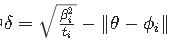 δ = √(β_i^2 / t_i) − ‖θ − ϕ_i‖